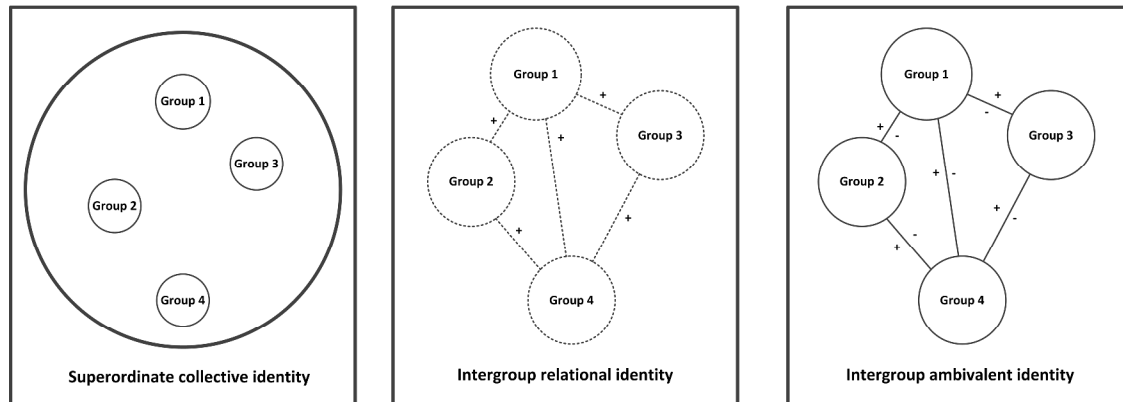 Group 1
Group 3
Group 2
Group 4
Superordinate collective identity
Group 1
+
+
+
Group 3
Group 2
+
+
Group 4
Intergroup relational identity
Group 1
+
-
+
-
Group 3
Group 2
+ -
+
-
-
+
Group 4
Intergroup ambivalent identity